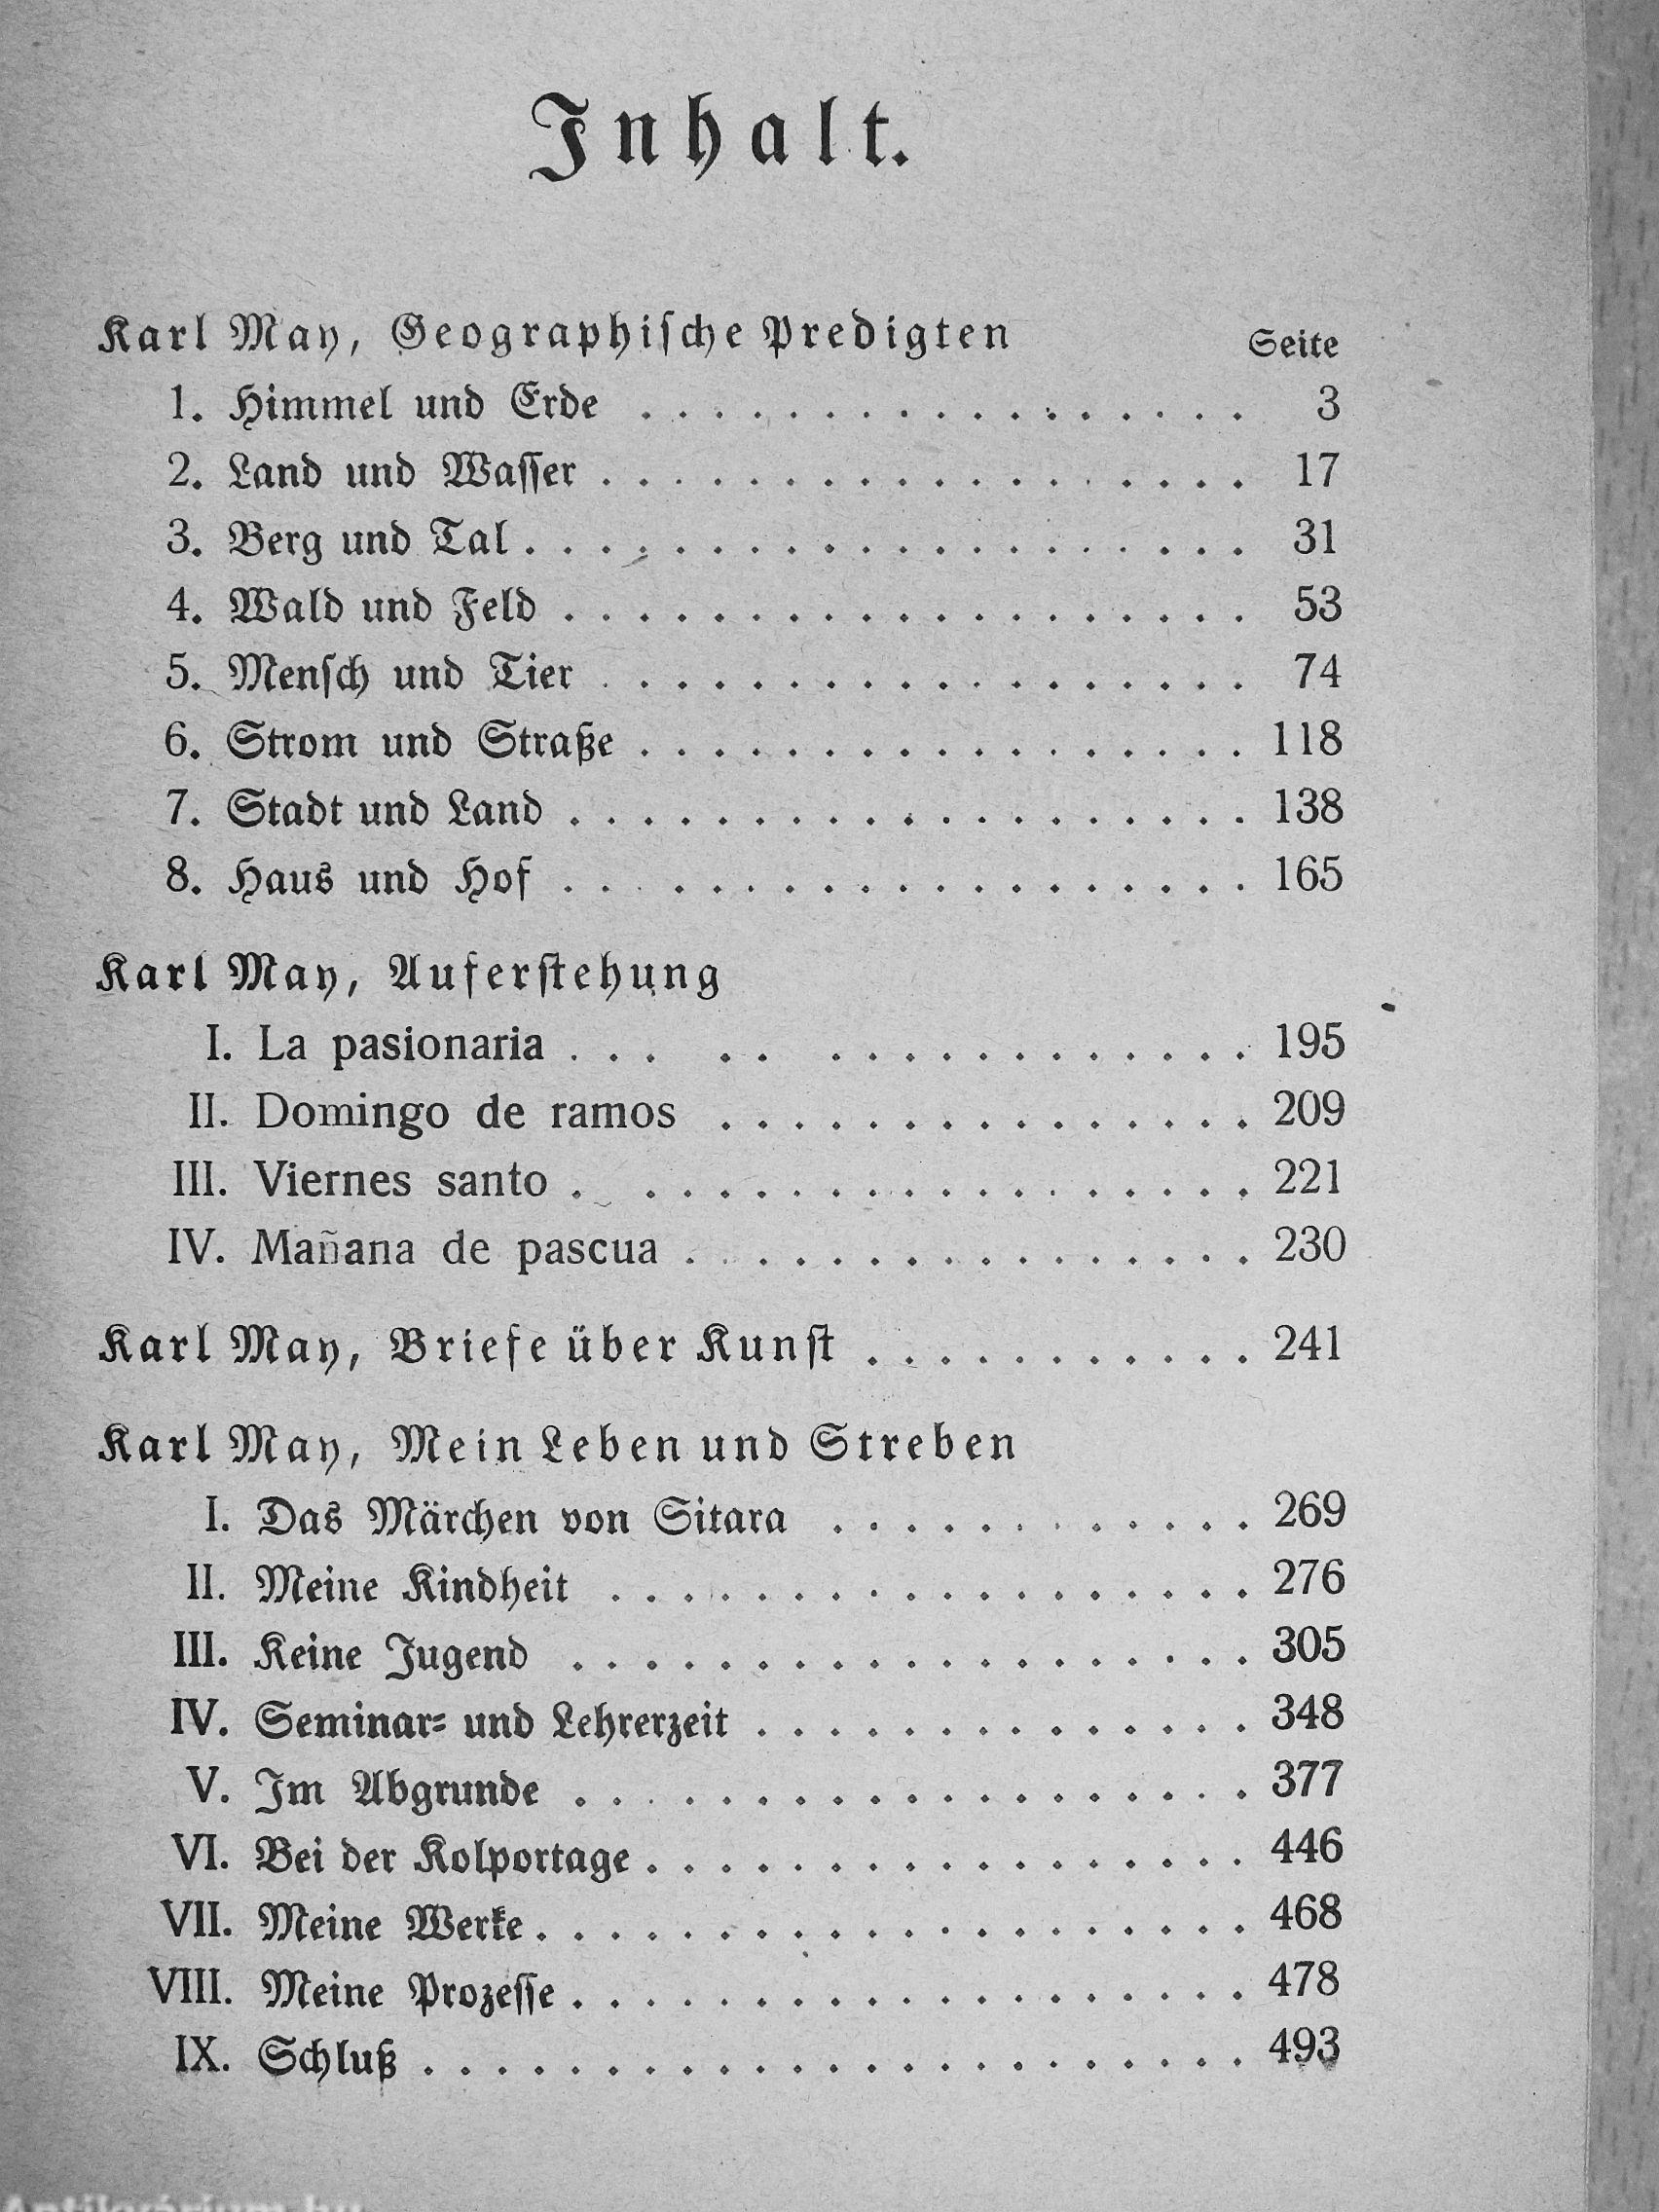 Inhalt.
Karl May, Geographische Predigten Seite
1. Himmel und Erde . . . . . . . . . . . . . . . . . 3
2. Land und Wasser . . . . . . . . . . . . . . . . . . 17
3. Berg und Tal . . . . . . . . . . . . . . . . . . . . 31
4. Wald und Feld . . . . . . . . . . . . . . . . . . . 53
5. Mensch und Tier . . . . . . . . . . . . . . . . . . 74
6. Strom und Straße . . . . . . . . . . . . . . . . . 118
7. Stadt und Land . . . . . . . . . . . . . . . . . . . 138
8. Haus und Hof . . . . . . . . . . . . . . . . . . . 165
Karl May, Auferstehung
I. La pasionaria . . . . . . . . . . . . . . . . . 195
II. Domingo de ramos . . . . . . . . . . . . . . . 209
III. Viernes santo . . . . . . . . . . . . . . . . . . 221
IV. Mañana de pascua . . . . . . . . . . . . . . . . 230
Karl May, Briefe über Kunst . . . . . . . . . . . 241
Karl May, Mein Leben und Streben
I. Das Märchen von Sitara . . . . . . . . . . . . 269
II. Meine Kindheit . . . . . . . . . . . . . . . . . . 276
III. Keine Jugend . . . . . . . . . . . . . . . . . . . 305
IV. Seminar- und Lehrerzeit . . . . . . . . . . . . . . 348
V. Im Abgrunde . . . . . . . . . . . . . . . . . . . 377
VI. Bei der Kolportage . . . . . . . . . . . . . . . . . 446
VII. Meine Werke . . . . . . . . . . . . . . . . . . . . 468
VIII. Meine Prozesse . . . . . . . . . . . . . . . . . . . 478
IX. Schluß . . . . . . . . . . . . . . . . . . . . . . . 493
Antikvárium.hu